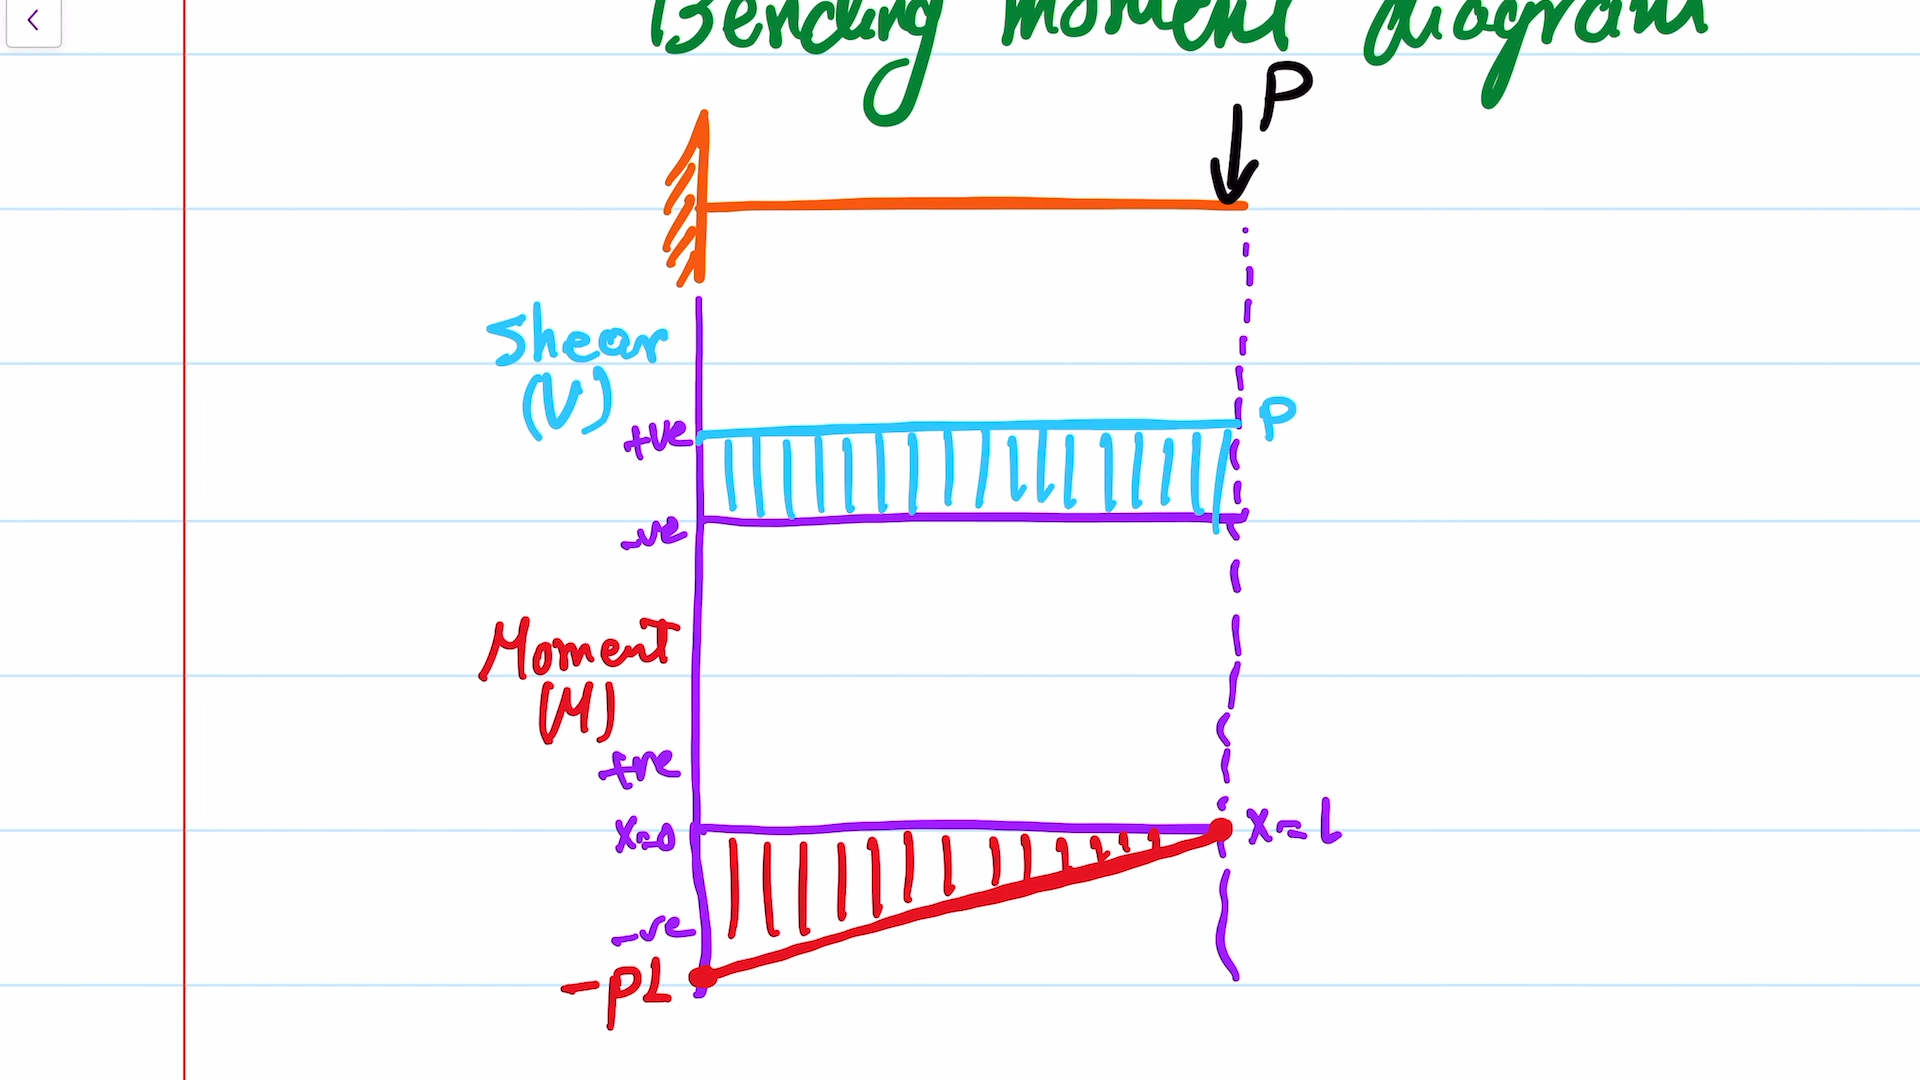 Bending moment diagram
P
Shear
(V)
P
+ve
-ve
Moment
(M)
+ve
x=0
x=L
-ve
-PL